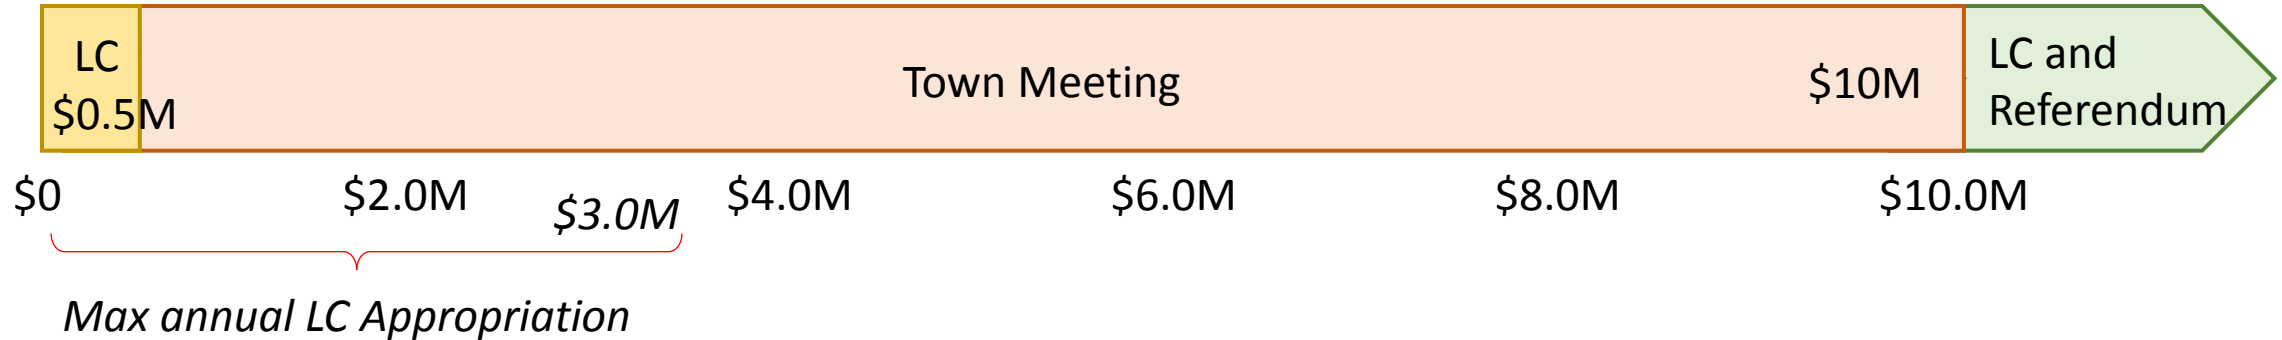 LC
$0.5M
Town Meeting
$10M
LC and
Referendum
$0
$2.0M
$3.0M
$4.0M
$6.0M
$8.0M
$10.0M
Max annual LC Appropriation